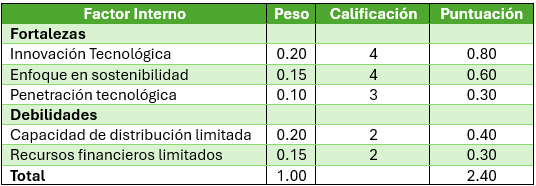 Factor Interno Peso Calificación Puntuación
Fortalezas
Innovación Tecnológica 0.20 4 0.80
Enfoque en sostenibilidad 0.15 4 0.60
Penetración tecnológica 0.10 3 0.30
Debilidades
Capacidad de distribución limitada 0.20 2 0.40
Recursos financieros limitados 0.15 2 0.30
Total 1.00 2.40